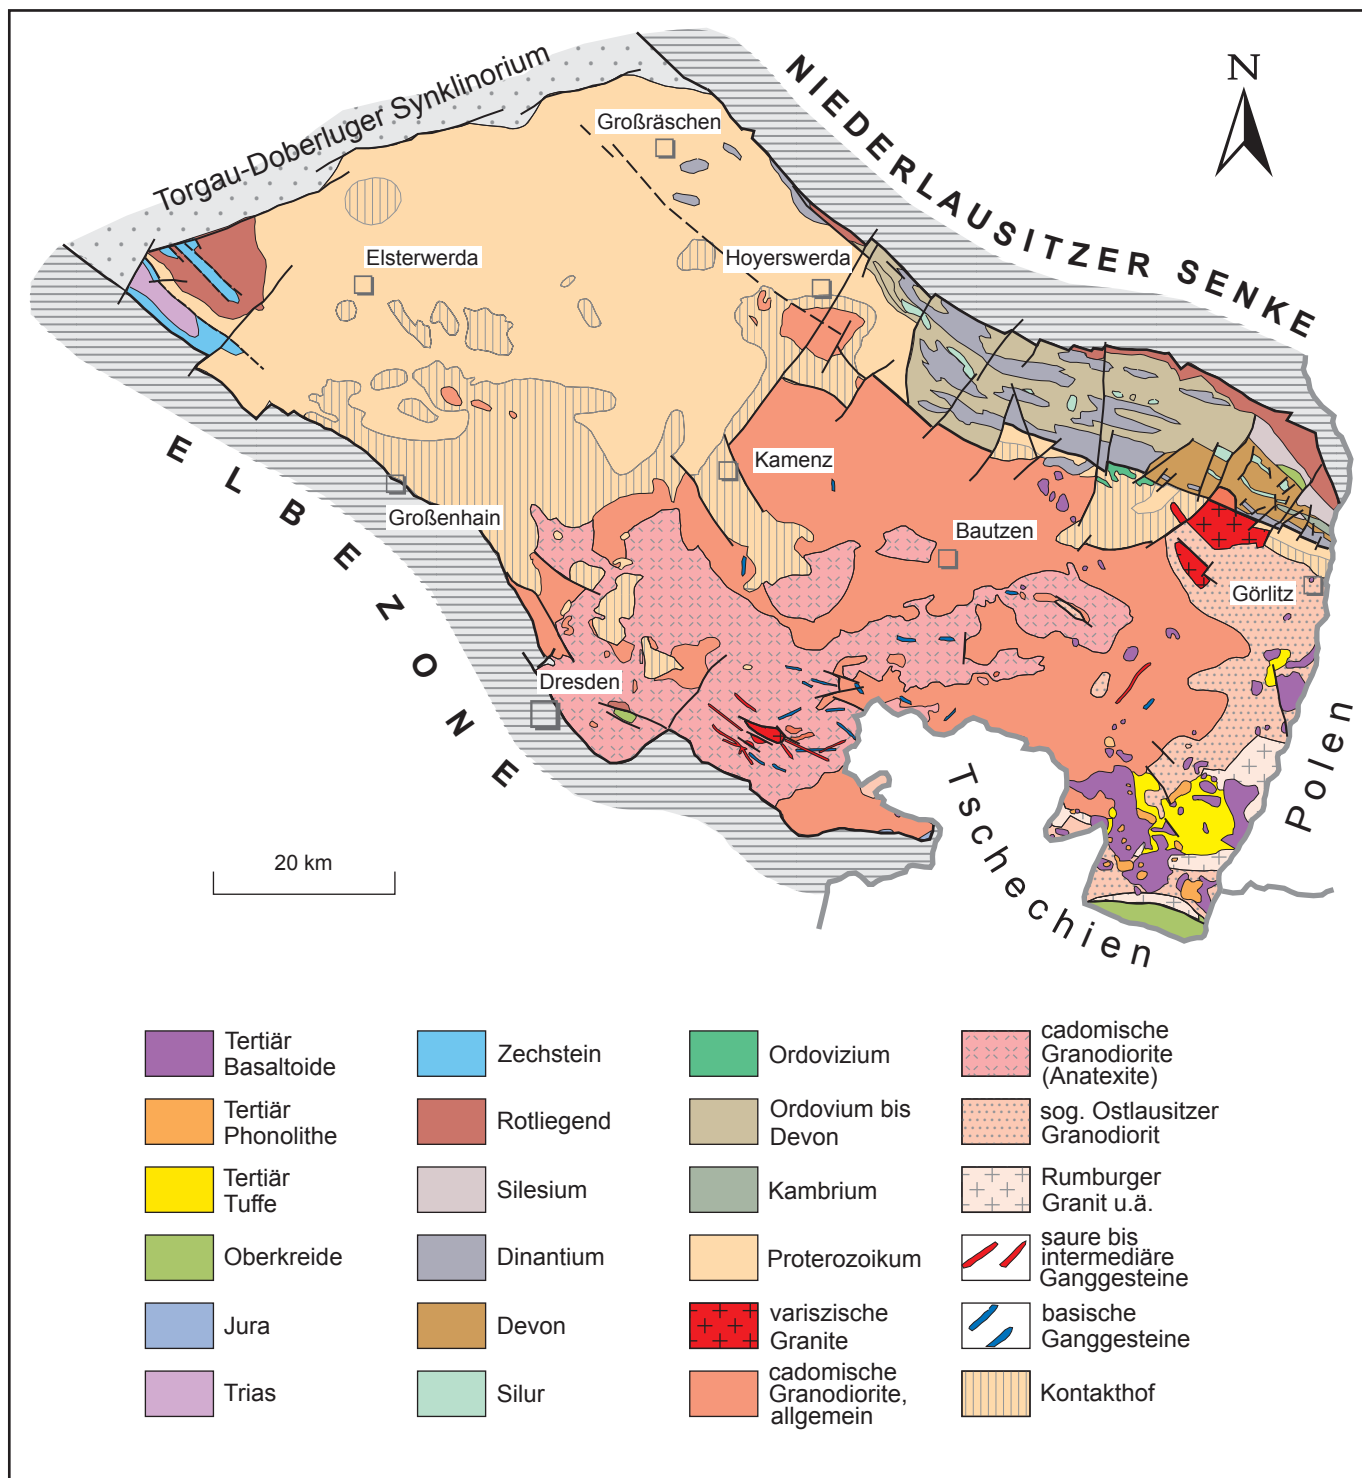 Torgau-Doberluger Synklinorium
NIEDERLAUSITZER SENKE
N
Großräschen
Elsterwerda
Hoyerswerda
Kamenz
Großenhain
Bautzen
Görlitz
Dresden
ELBEZONE
Polen
Tschechien
20 km
Tertiär
Basaltoide
Tertiär
Phonolithe
Tertiär
Tuffe
Oberkreide
Jura
Trias
Zechstein
Rotliegend
Silesium
Dinantium
Devon
Silur
Ordovizium
Ordovium bis
Devon
Kambrium
Proterozoikum
variszische
Granite
cadomische
Granodiorite,
allgemein
cadomische
Granodiorite
(Anatexite)
sog. Ostlausitzer
Granodiorit
Rumburger
Granit u.ä.
saure bis
intermediäre
Ganggesteine
basische
Ganggesteine
Kontakthof